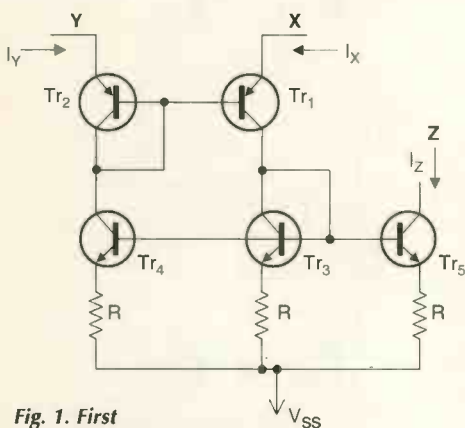 Y X
I_Y I_X
Tr2 Tr1
Z
I_Z
Tr4 Tr3 Tr5
R R R
V_SS
Fig. 1. First